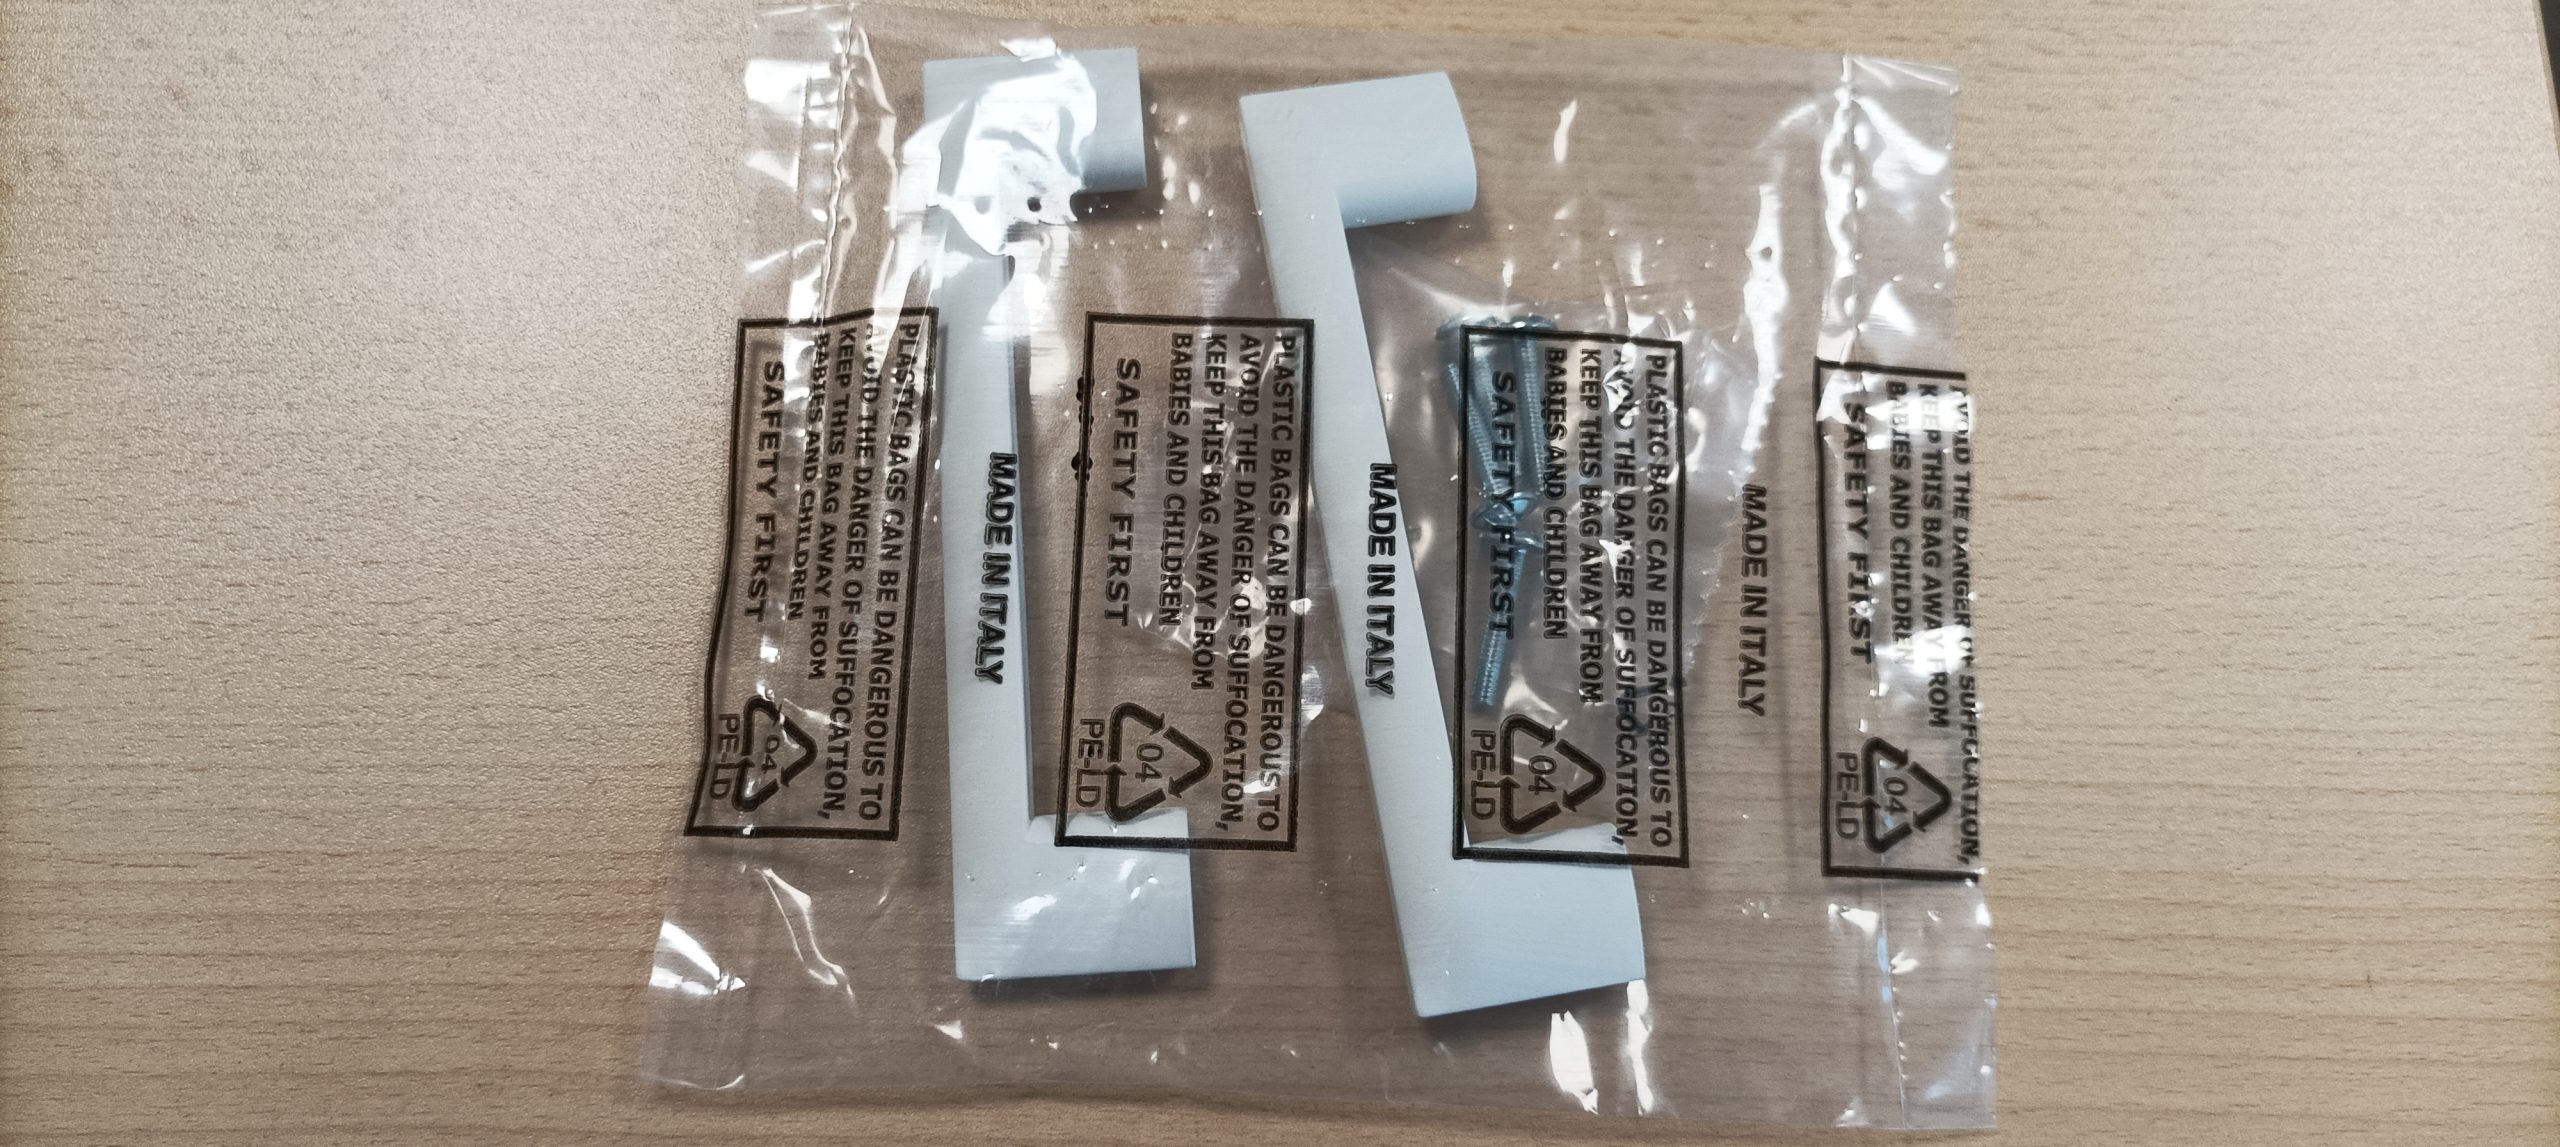 AVOID THE DANGER OF SUFFOCATION,
KEEP THIS BAG AWAY FROM
BABIES AND CHILDREN
SAFETY FIRST
04
PE-LD
MADE IN ITALY
PLASTIC BAGS CAN BE DANGEROUS TO
AVOID THE DANGER OF SUFFOCATION,
KEEP THIS BAG AWAY FROM
BABIES AND CHILDREN
SAFETY FIRST
04
PE-LD
MADE IN ITALY
PLASTIC BAGS CAN BE DANGEROUS TO
AVOID THE DANGER OF SUFFOCATION,
KEEP THIS BAG AWAY FROM
BABIES AND CHILDREN
SAFETY FIRST
04
PE-LD
MADE IN ITALY
PLASTIC BAGS CAN BE DANGEROUS TO
AVOID THE DANGER OF SUFFOCATION,
KEEP THIS BAG AWAY FROM
BABIES AND CHILDREN
SAFETY FIRST
04
PE-LD